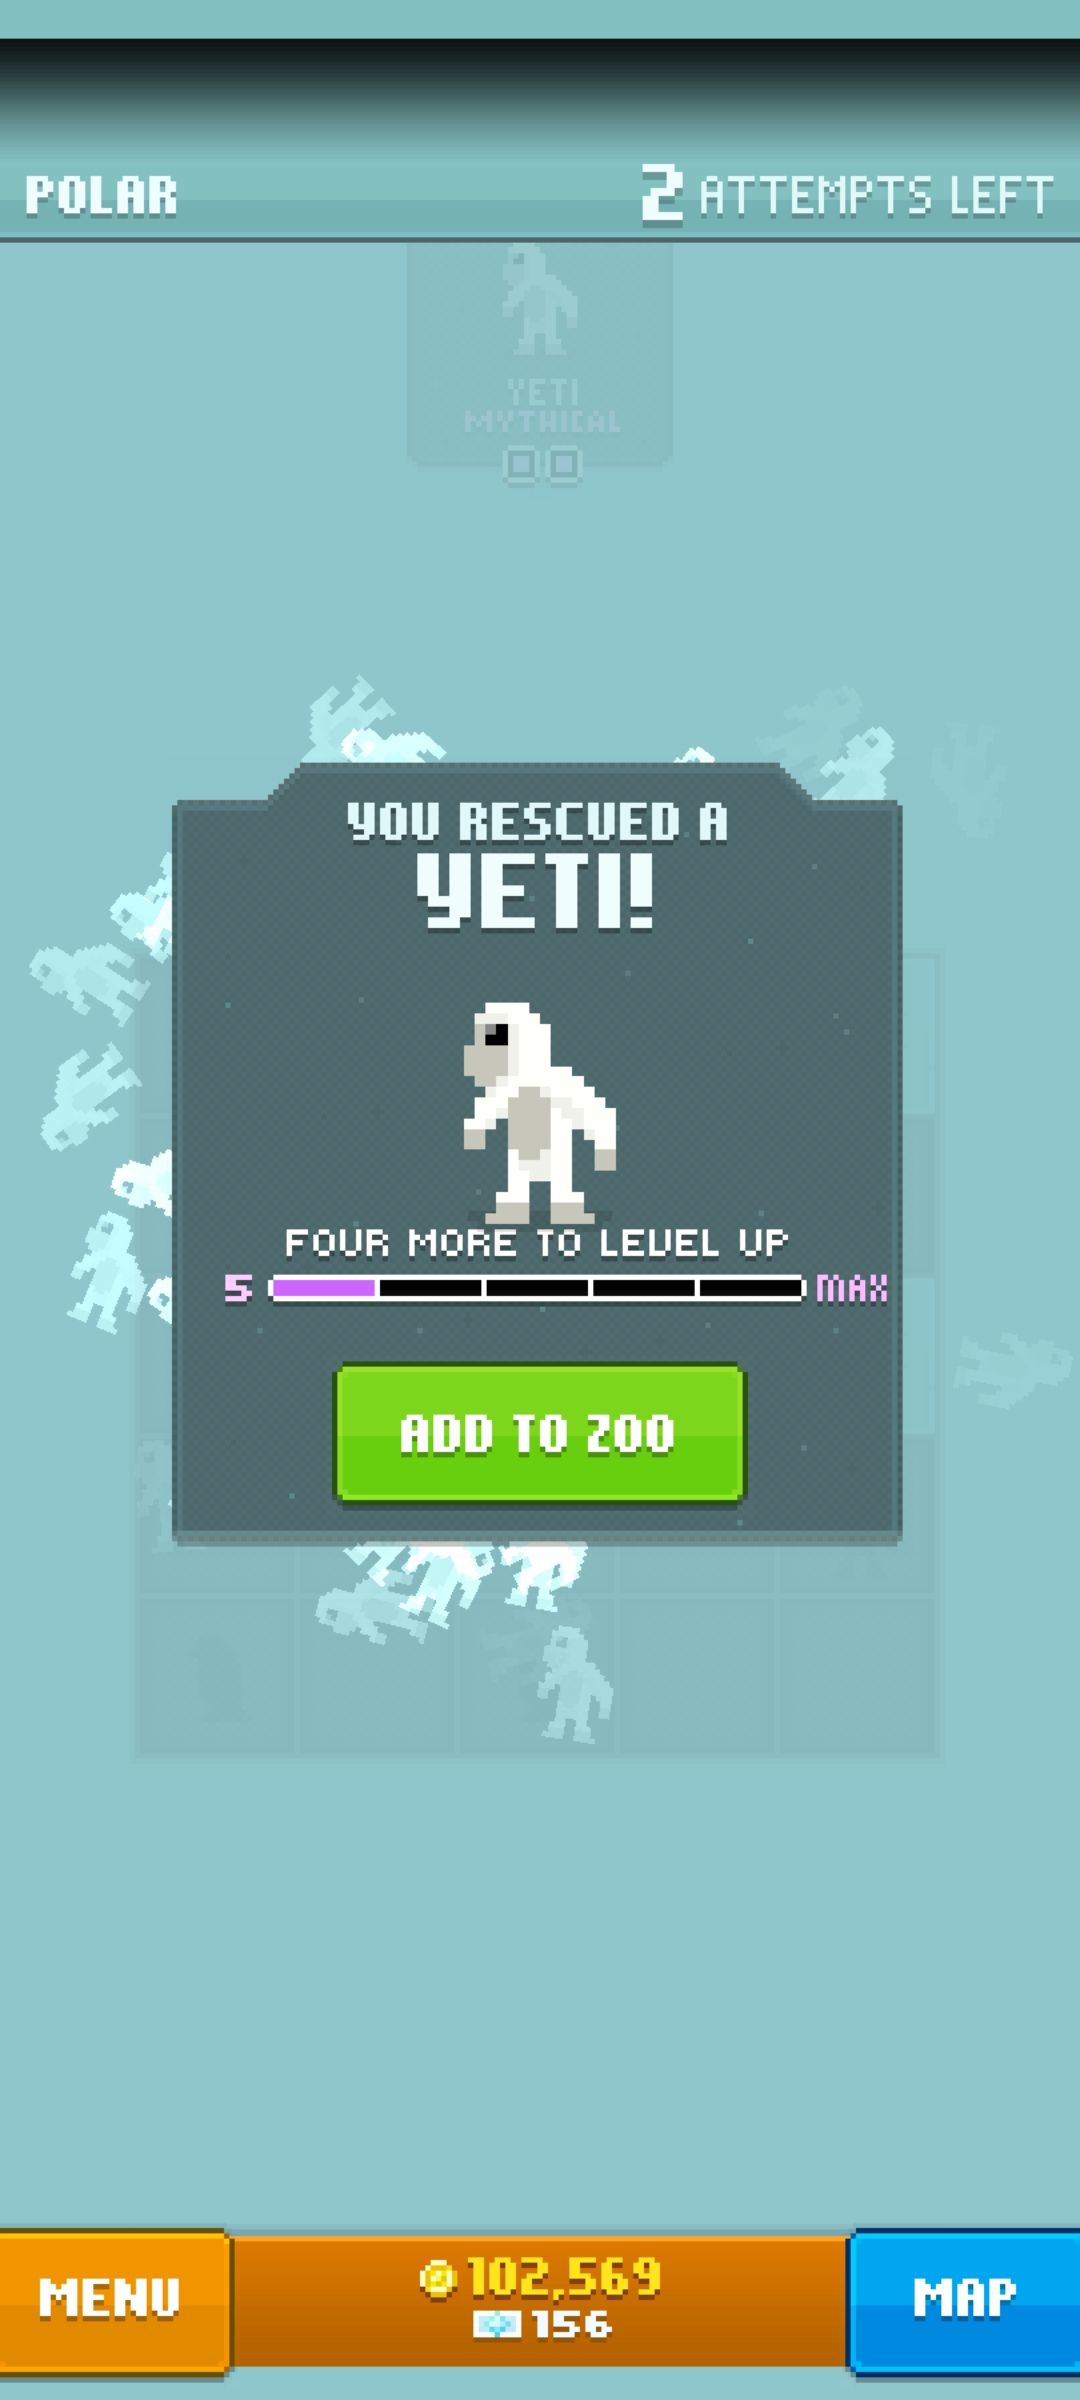 POLAR
2 ATTEMPTS LEFT
YETI
MYTHICAL
YOU RESCUED A
YETI!
FOUR MORE TO LEVEL UP
5 MAX
ADD TO ZOO
MENU
102,569
156
MAP